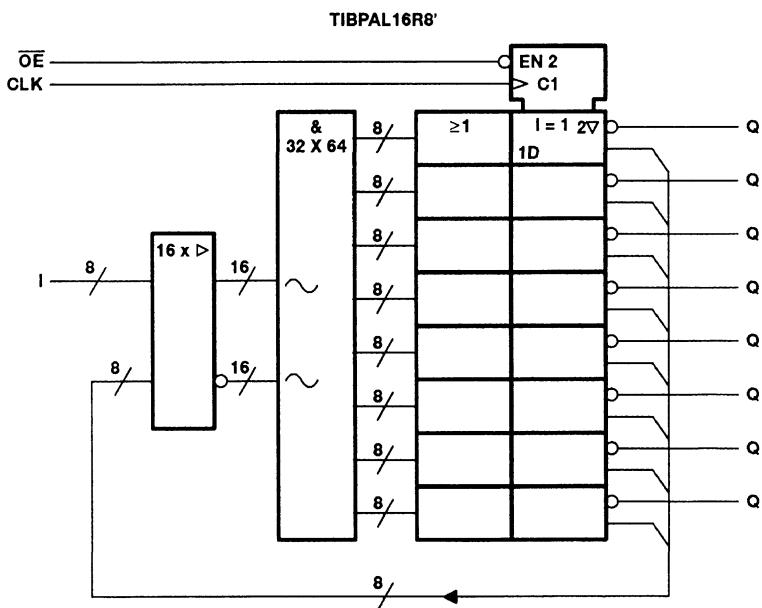 TIBPAL16R8'
OE
CLK
EN 2
C1
&
32 X 64
8
≥1
I = 1
2▽
Q
1D
8
Q
8
Q
16 x ▷
I
8
16
8
Q
8
16
8
Q
8
Q
8
Q
8
Q
8